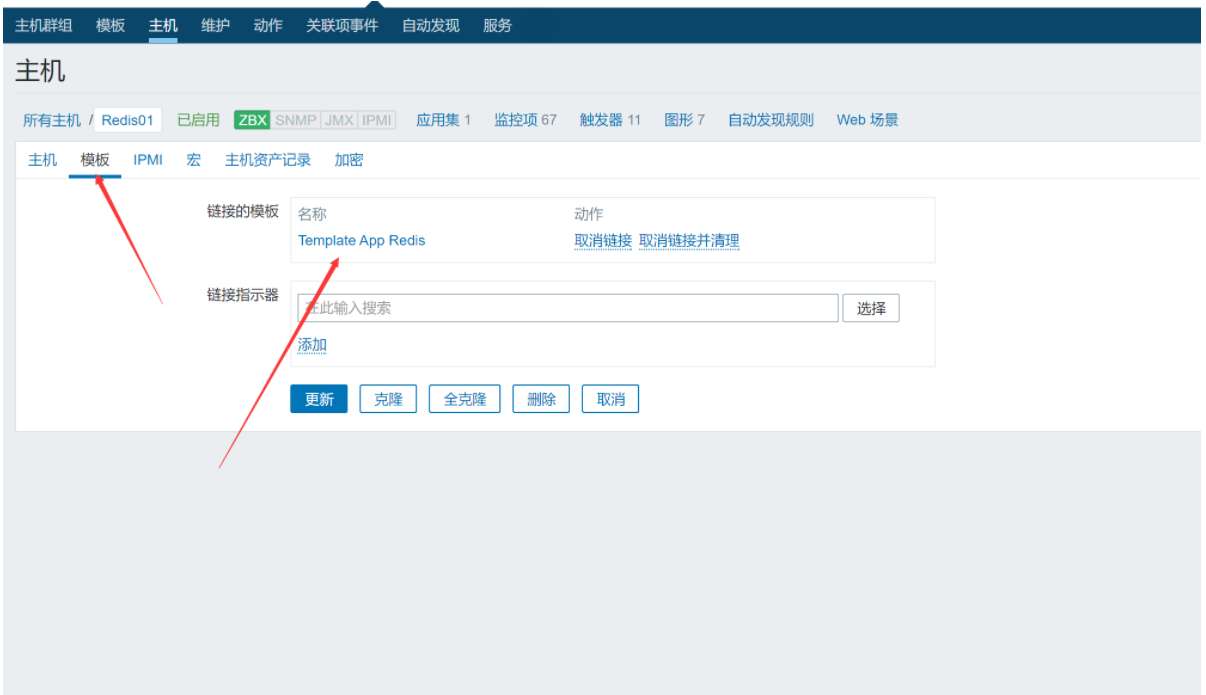 主机群组 模板 主机 维护 动作 关联项事件 自动发现 服务
主机
所有主机 / Redis01 已启用 ZBX SNMP JMX IPMI 应用集 1 监控项 67 触发器 11 图形 7 自动发现规则 Web 场景
主机 模板 IPMI 宏 主机资产记录 加密
链接的模板 名称 动作
Template App Redis 取消链接 取消链接并清理
链接指示器
在此输入搜索 选择
添加
更新 克隆 全克隆 删除 取消